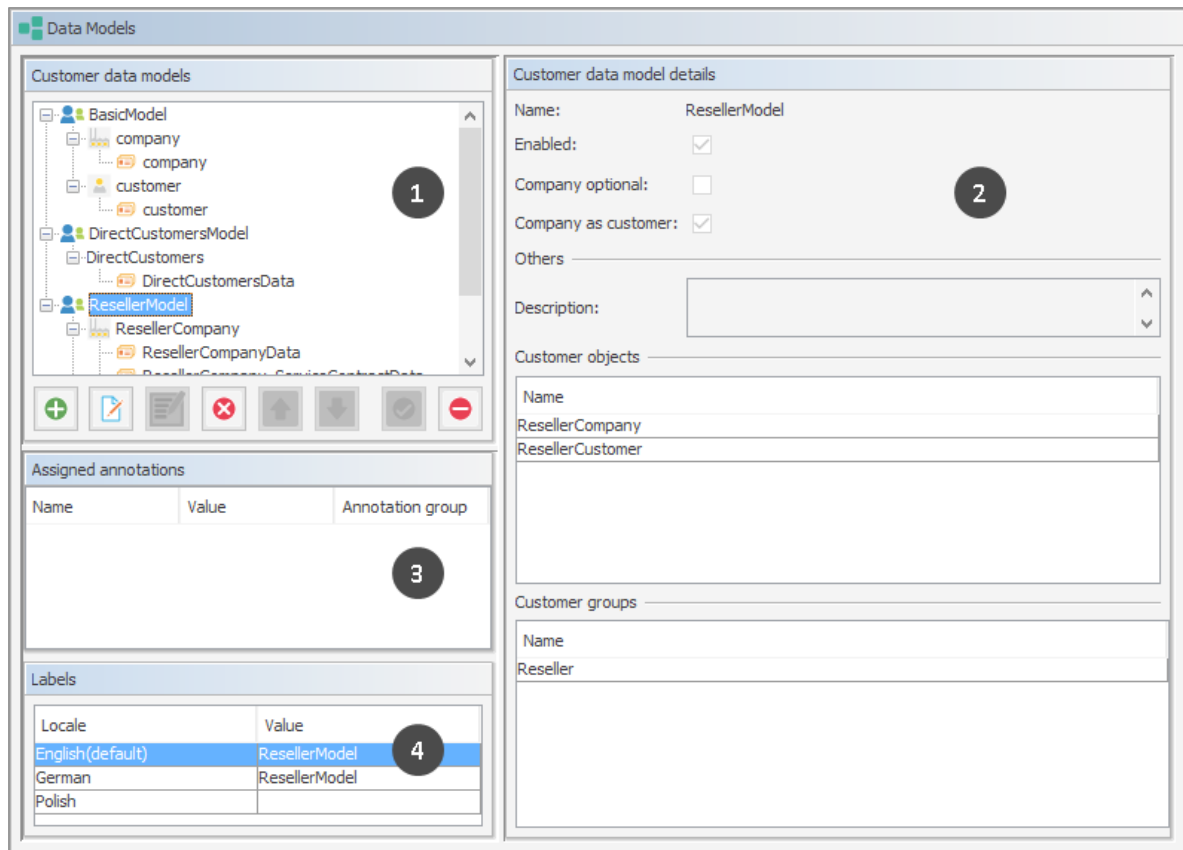 Data Models
Customer data models
BasicModel
company
company
customer
customer
DirectCustomersModel
DirectCustomers
DirectCustomersData
ResellerModel
ResellerCompany
ResellerCompanyData
ResellerCompany_ServiceContractData
1
Assigned annotations
Name Value Annotation group
3
Labels
Locale Value
English(default) ResellerModel
German ResellerModel
Polish
4
Customer data model details
Name: ResellerModel
Enabled:
Company optional:
Company as customer:
2
Others
Description:
Customer objects
Name
ResellerCompany
ResellerCustomer
Customer groups
Name
Reseller